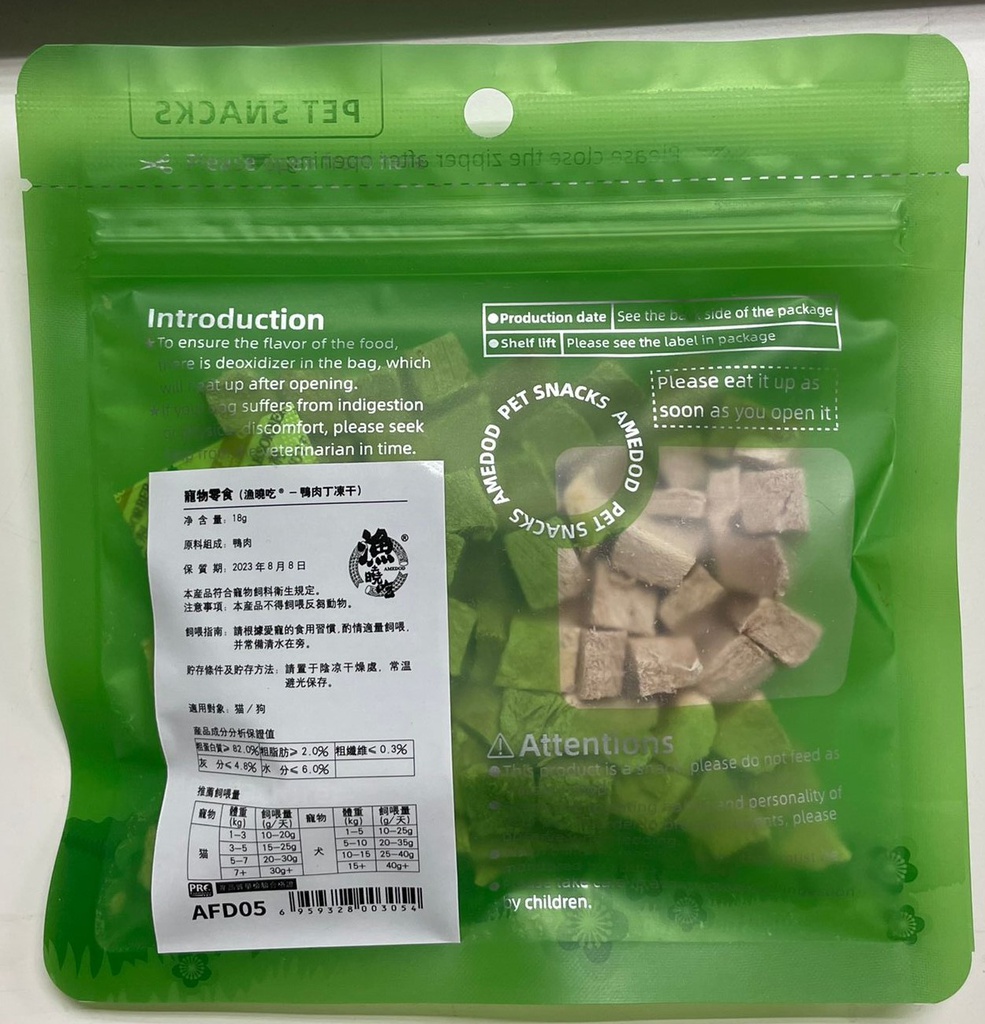 PET SNACKS
Please close the zipper after opening
Introduction
★To ensure the flavor of the food,
is deoxidizer in the bag, which
eat up after opening.
suffers from indigestion
discomfort, please seek
veterinarian in time.
●Production date See the side of the package
●Shelf lift Please see the label in package
Please eat it up as
soon as you open it
AMEDOD PET SNACKS AMEDOD PET SNACKS
寵物零食 (漁曉吃® – 鴨肉丁凍干)
净 含 量: 18g
原料組成: 鴨肉
保 質 期: 2023 年 8 月 8 日
漁曉吃®
AMEDOD
本産品符合寵物飼料衛生規定。
注意事項: 本産品不得飼喂反芻動物。
飼喂指南: 請根據愛寵的食用習慣,酌情適量飼喂,
并常備清水在旁。
貯存條件及貯存方法: 請置于陰凉干燥處, 常温
避光保存。
適用對象: 猫 / 狗
産品成分分析保證值
粗蛋白質≥ 82.0% 粗脂肪≥ 2.0% 粗纖維≤ 0.3%
灰 分≤ 4.8% 水 分≤ 6.0%
推薦飼喂量
寵物 體重(kg) 飼喂量(g/天) 寵物 體重(kg) 飼喂量(g/天)
猫 1–3 10–20g 犬 1–5 10–25g
3–5 15–25g 5–10 20–35g
5–7 20–30g 10–15 25–40g
7+ 30g+ 15+ 40g+
PRC
AFD05
6 959328 003054
⚠Attentions
●This product is a please do not feed as
and personality of
please
by children.